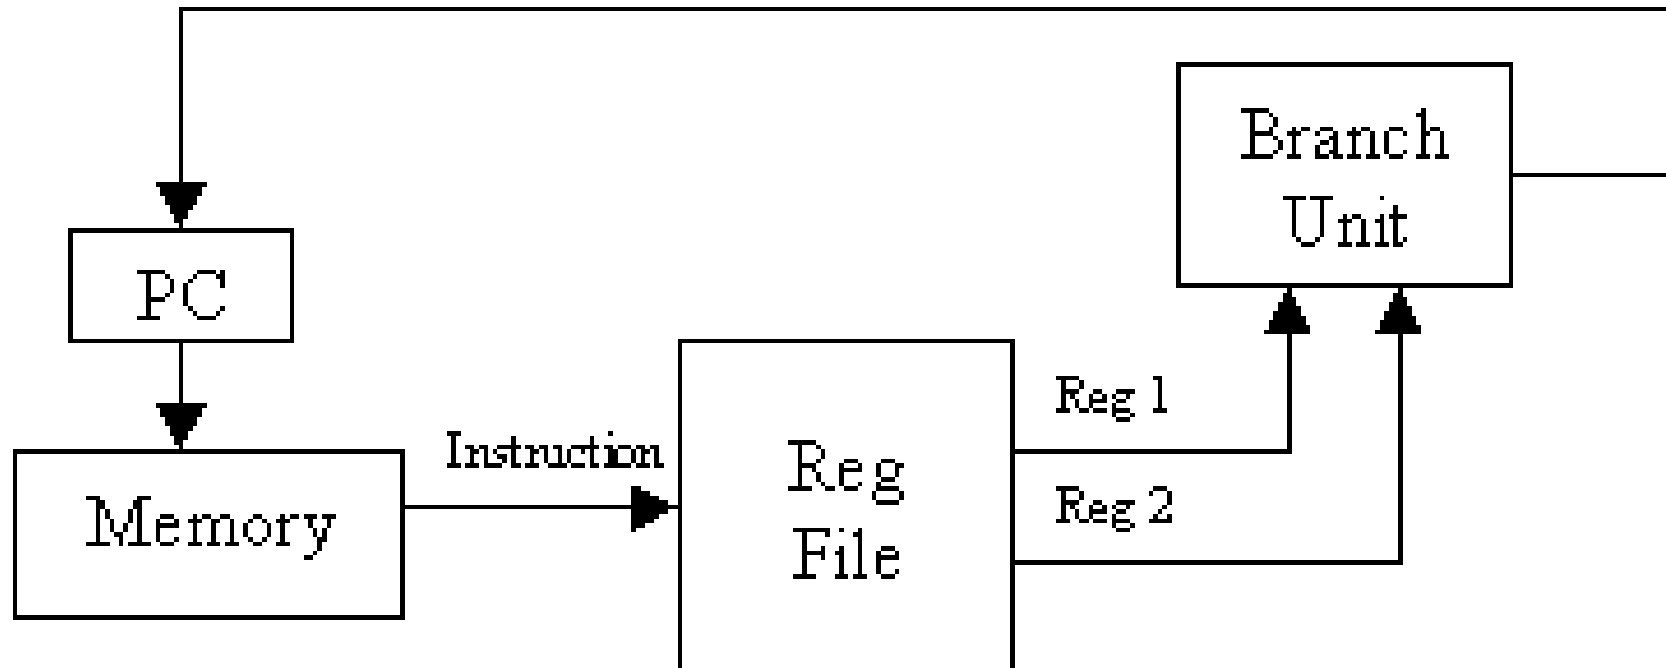 Branch
Unit
PC
Reg 1
Instruction
Reg
File
Memory
Reg 2